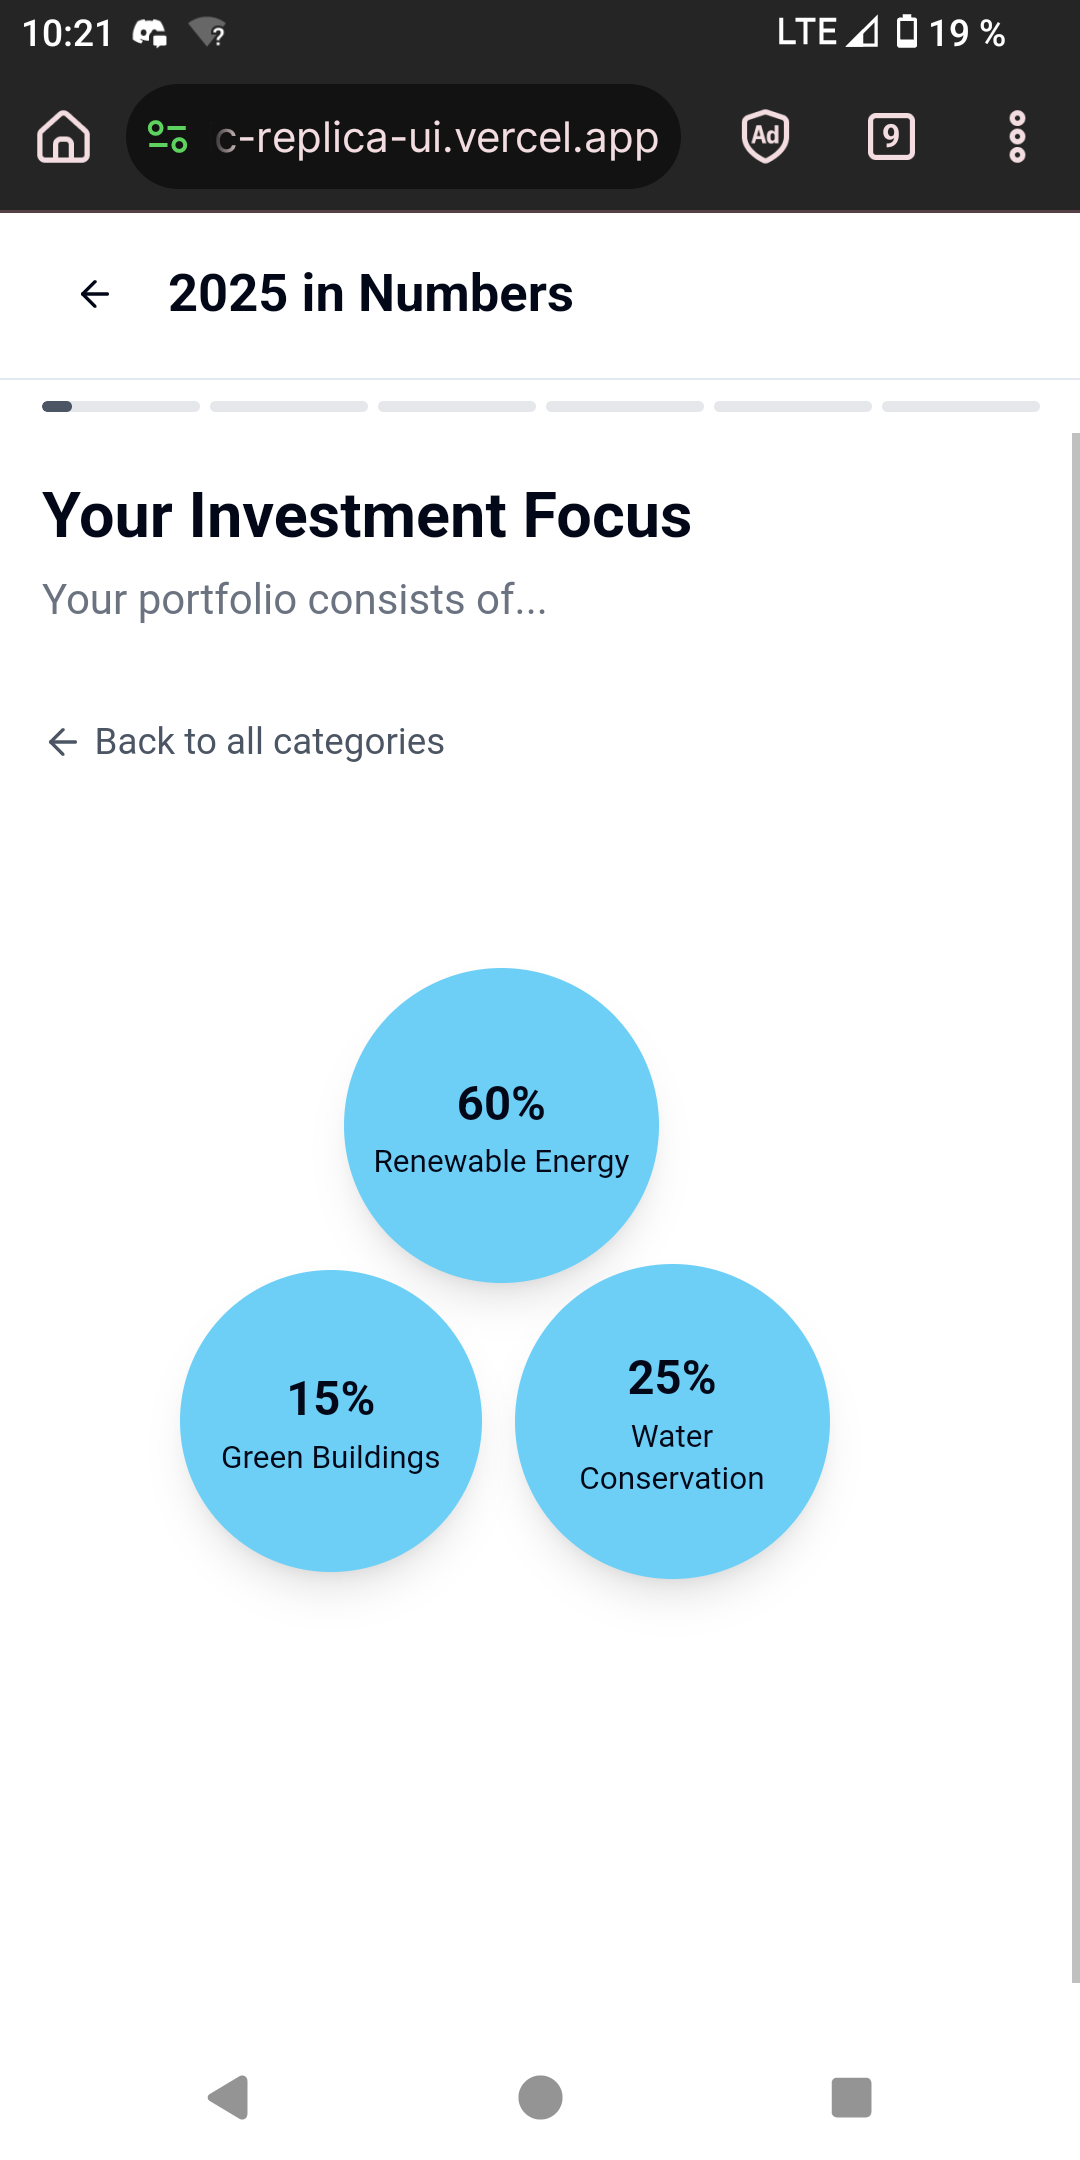 10:21 ? LTE 19 %
c-replica-ui.vercel.app Ad 9
2025 in Numbers
Your Investment Focus
Your portfolio consists of...
Back to all categories
60%
Renewable Energy
15%
Green Buildings
25%
Water
Conservation